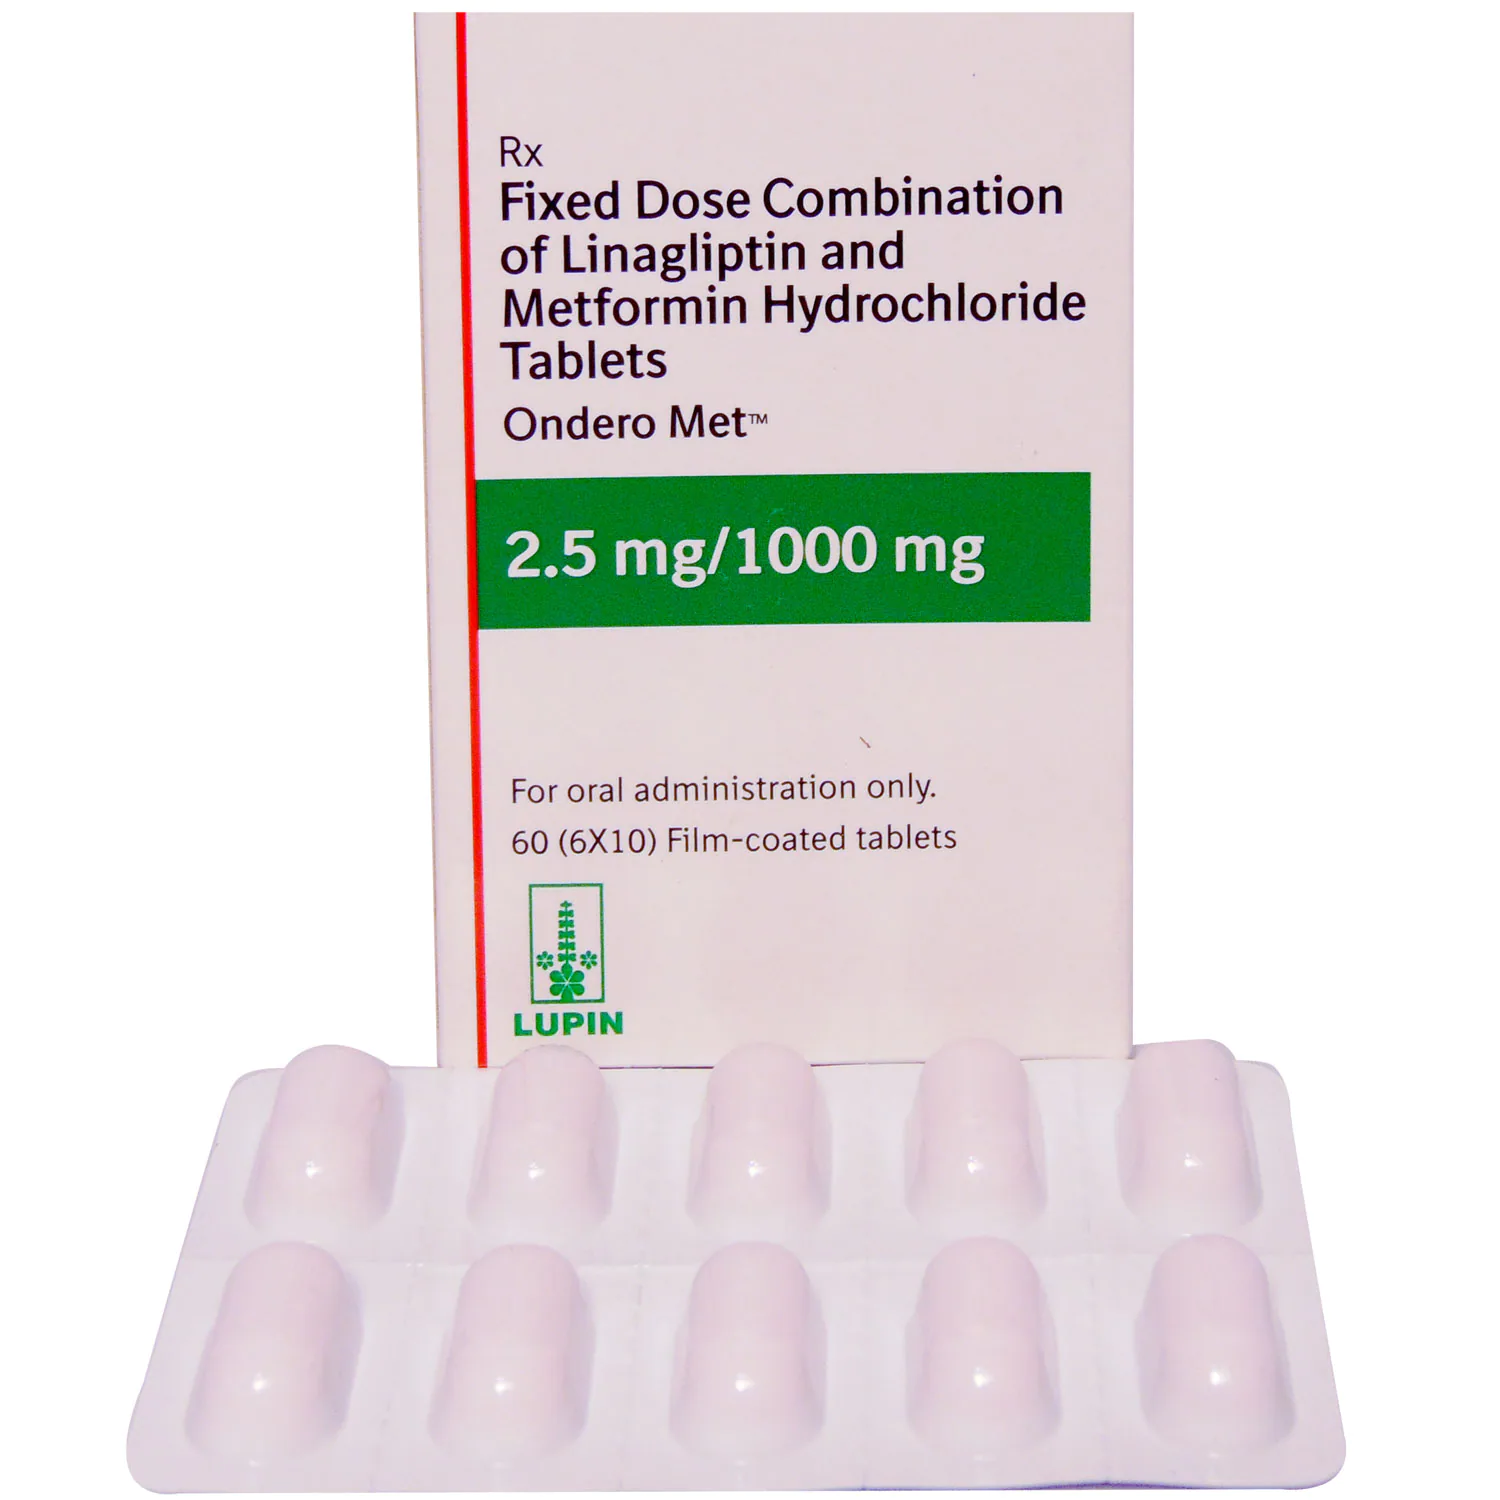 Rx
Fixed Dose Combination
of Linagliptin and
Metformin Hydrochloride
Tablets
Ondero Met™
2.5 mg/1000 mg
For oral administration only.
60 (6X10) Film-coated tablets
LUPIN